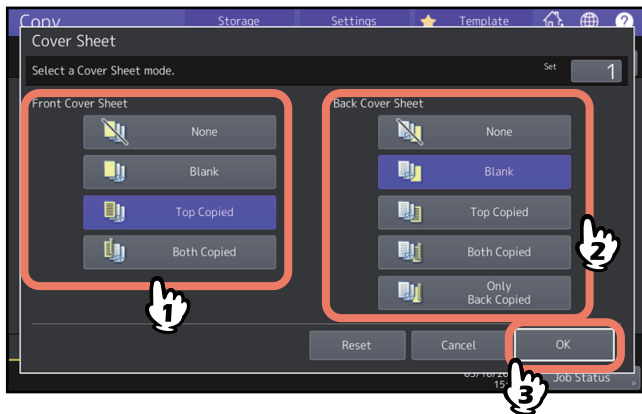 Copy Storage Settings Template ?
Cover Sheet
Select a Cover Sheet mode. Set 1
Front Cover Sheet
None
Blank
Top Copied
Both Copied
1
Back Cover Sheet
None
Blank
Top Copied
Both Copied
Only
Back Copied
2
Reset Cancel OK
3
15:
Job Status